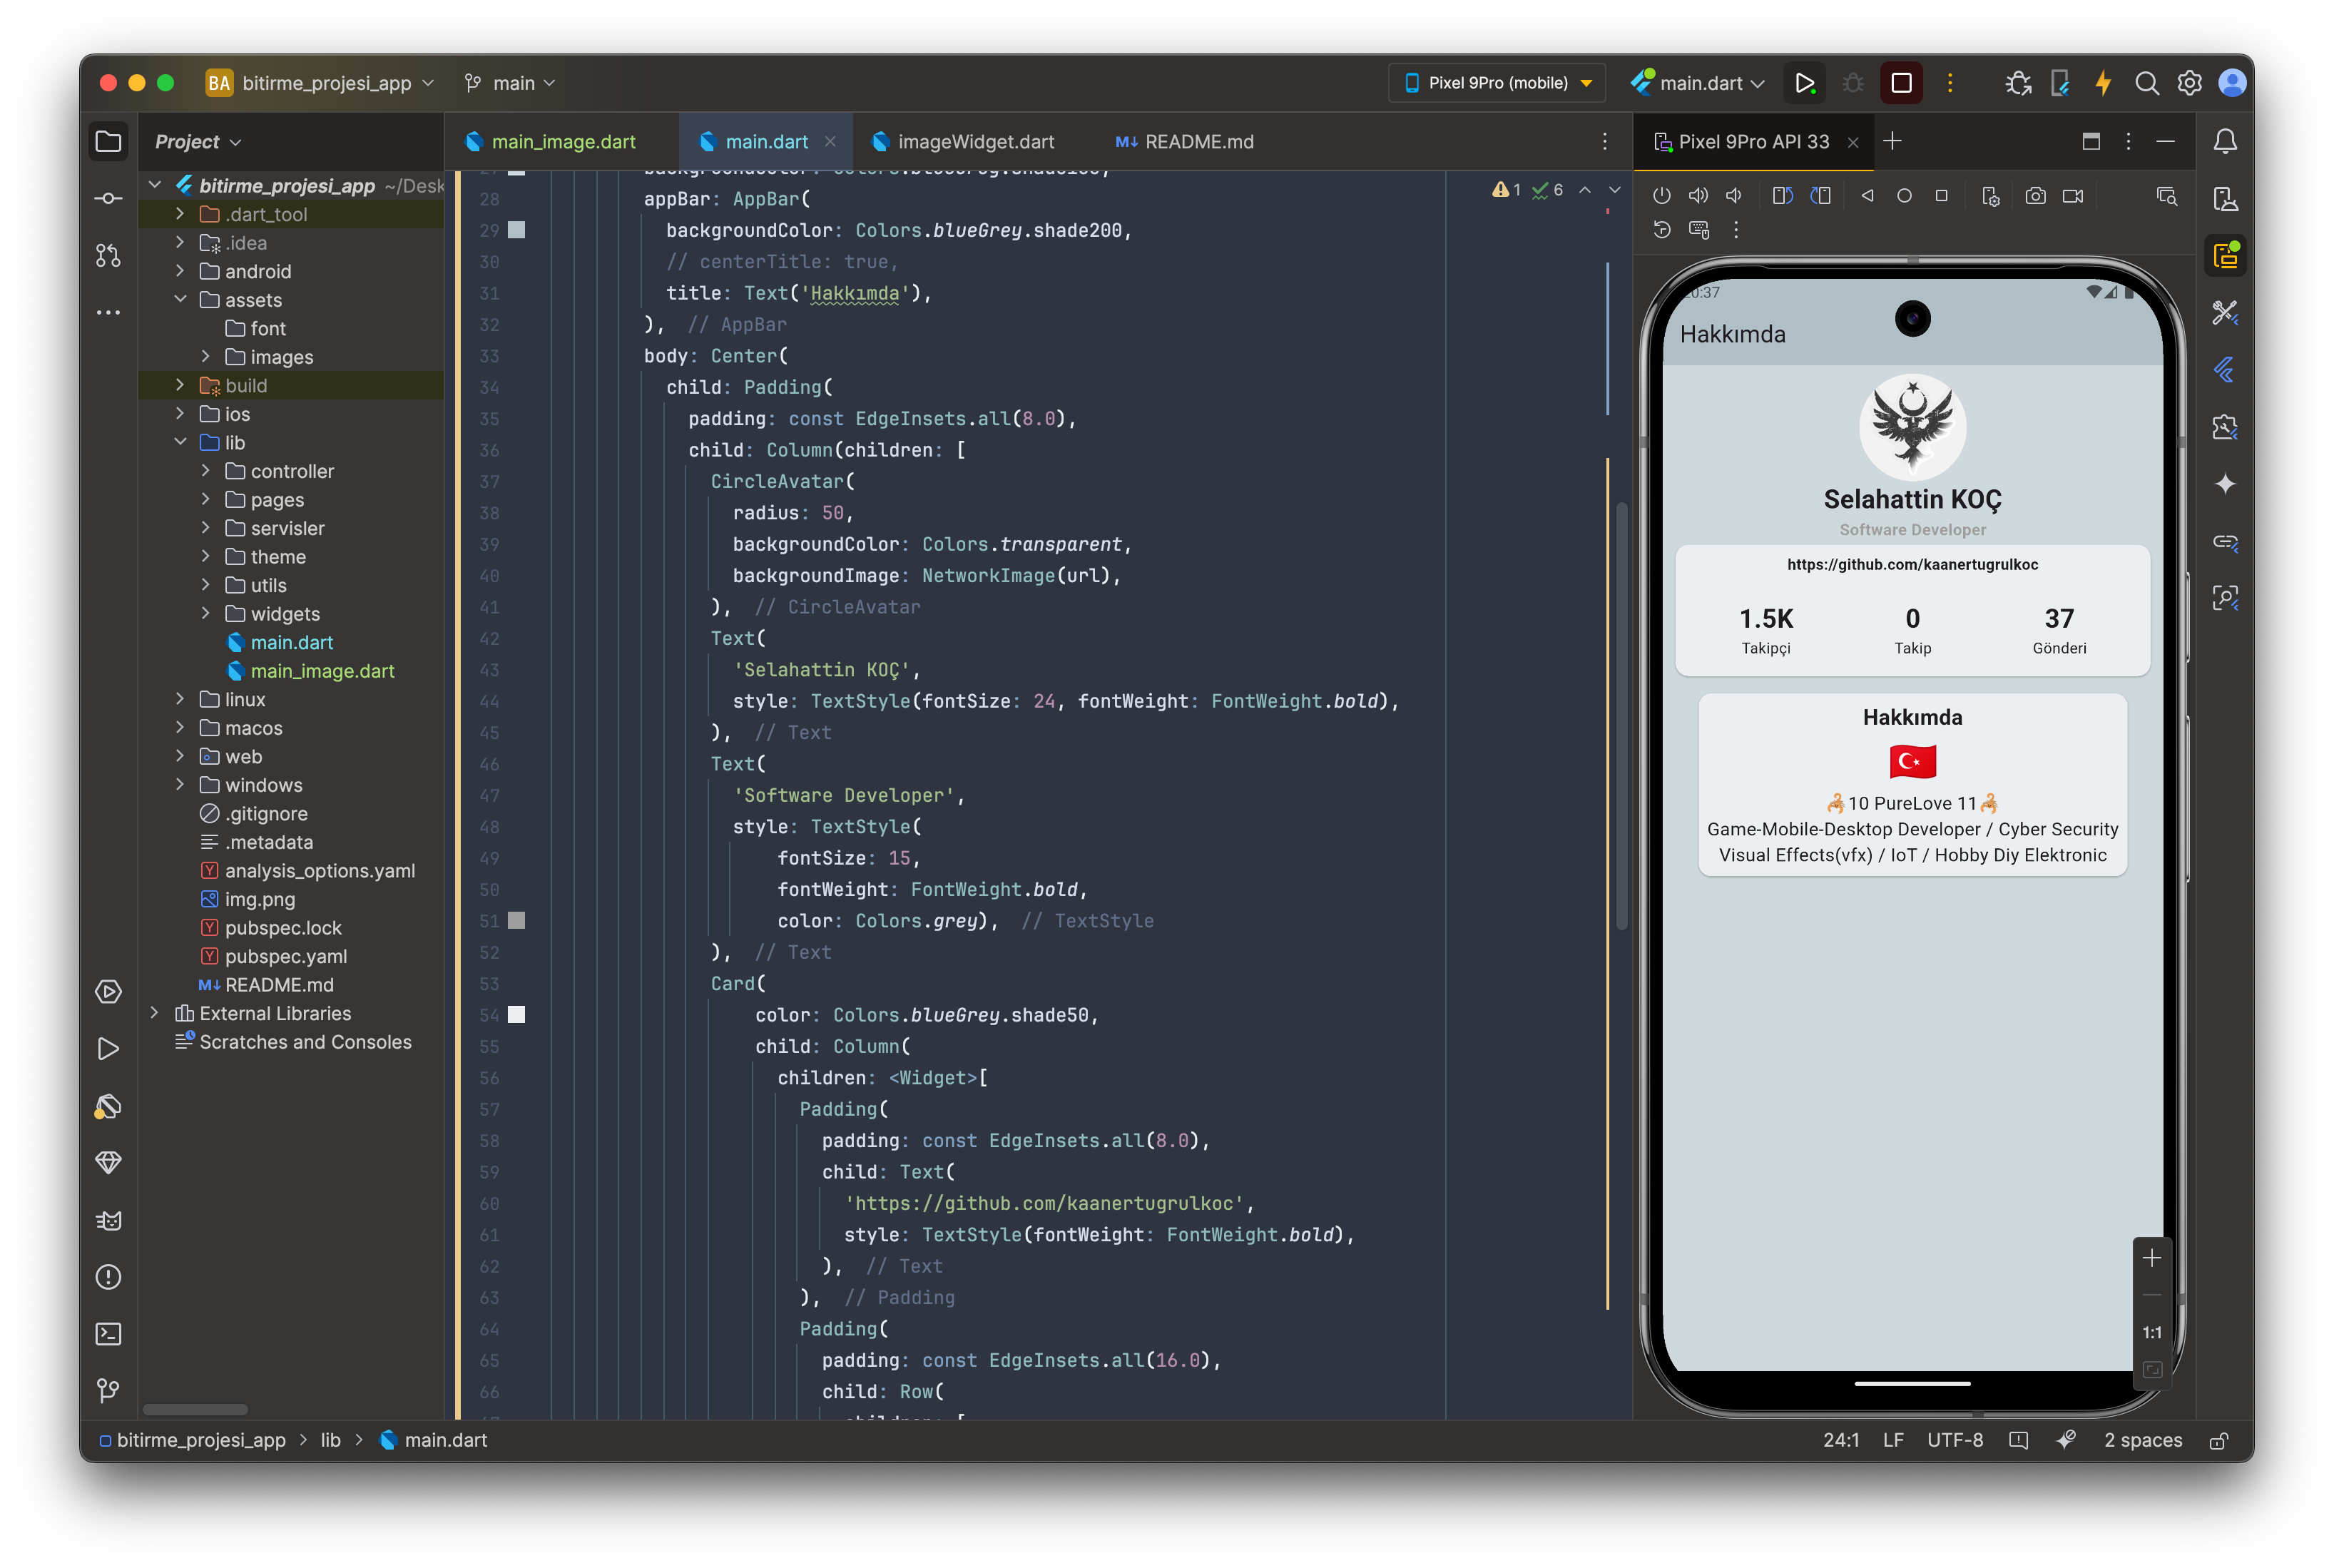 BA bitirme_projesi_app
main
Pixel 9Pro (mobile)
main.dart
Project
main_image.dart
main.dart
imageWidget.dart
M↓ README.md
Pixel 9Pro API 33
bitirme_projesi_app ~/Desk
.dart_tool
.idea
android
assets
font
images
build
ios
lib
controller
pages
servisler
theme
utils
widgets
main.dart
main_image.dart
linux
macos
web
windows
.gitignore
.metadata
analysis_options.yaml
img.png
pubspec.lock
pubspec.yaml
M↓ README.md
External Libraries
Scratches and Consoles
1 6
28 appBar: AppBar(
29 backgroundColor: Colors.blueGrey.shade200,
30 // centerTitle: true,
31 title: Text('Hakkımda'),
32 ), // AppBar
33 body: Center(
34 child: Padding(
35 padding: const EdgeInsets.all(8.0),
36 child: Column(children: [
37 CircleAvatar(
38 radius: 50,
39 backgroundColor: Colors.transparent,
40 backgroundImage: NetworkImage(url),
41 ), // CircleAvatar
42 Text(
43 'Selahattin KOÇ',
44 style: TextStyle(fontSize: 24, fontWeight: FontWeight.bold),
45 ), // Text
46 Text(
47 'Software Developer',
48 style: TextStyle(
49 fontSize: 15,
50 fontWeight: FontWeight.bold,
51 color: Colors.grey), // TextStyle
52 ), // Text
53 Card(
54 color: Colors.blueGrey.shade50,
55 child: Column(
56 children: <Widget>[
57 Padding(
58 padding: const EdgeInsets.all(8.0),
59 child: Text(
60 'https://github.com/kaanertugrulkoc',
61 style: TextStyle(fontWeight: FontWeight.bold),
62 ), // Text
63 ), // Padding
64 Padding(
65 padding: const EdgeInsets.all(16.0),
66 child: Row(
Hakkımda
Selahattin KOÇ
Software Developer
https://github.com/kaanertugrulkoc
1.5K 0 37
Takipçi Takip Gönderi
Hakkımda
🇹🇷
🦂10 PureLove 11🦂
Game-Mobile-Desktop Developer / Cyber Security
Visual Effects(vfx) / IoT / Hobby Diy Elektronic
1:1
bitirme_projesi_app > lib > main.dart
24:1 LF UTF-8 2 spaces